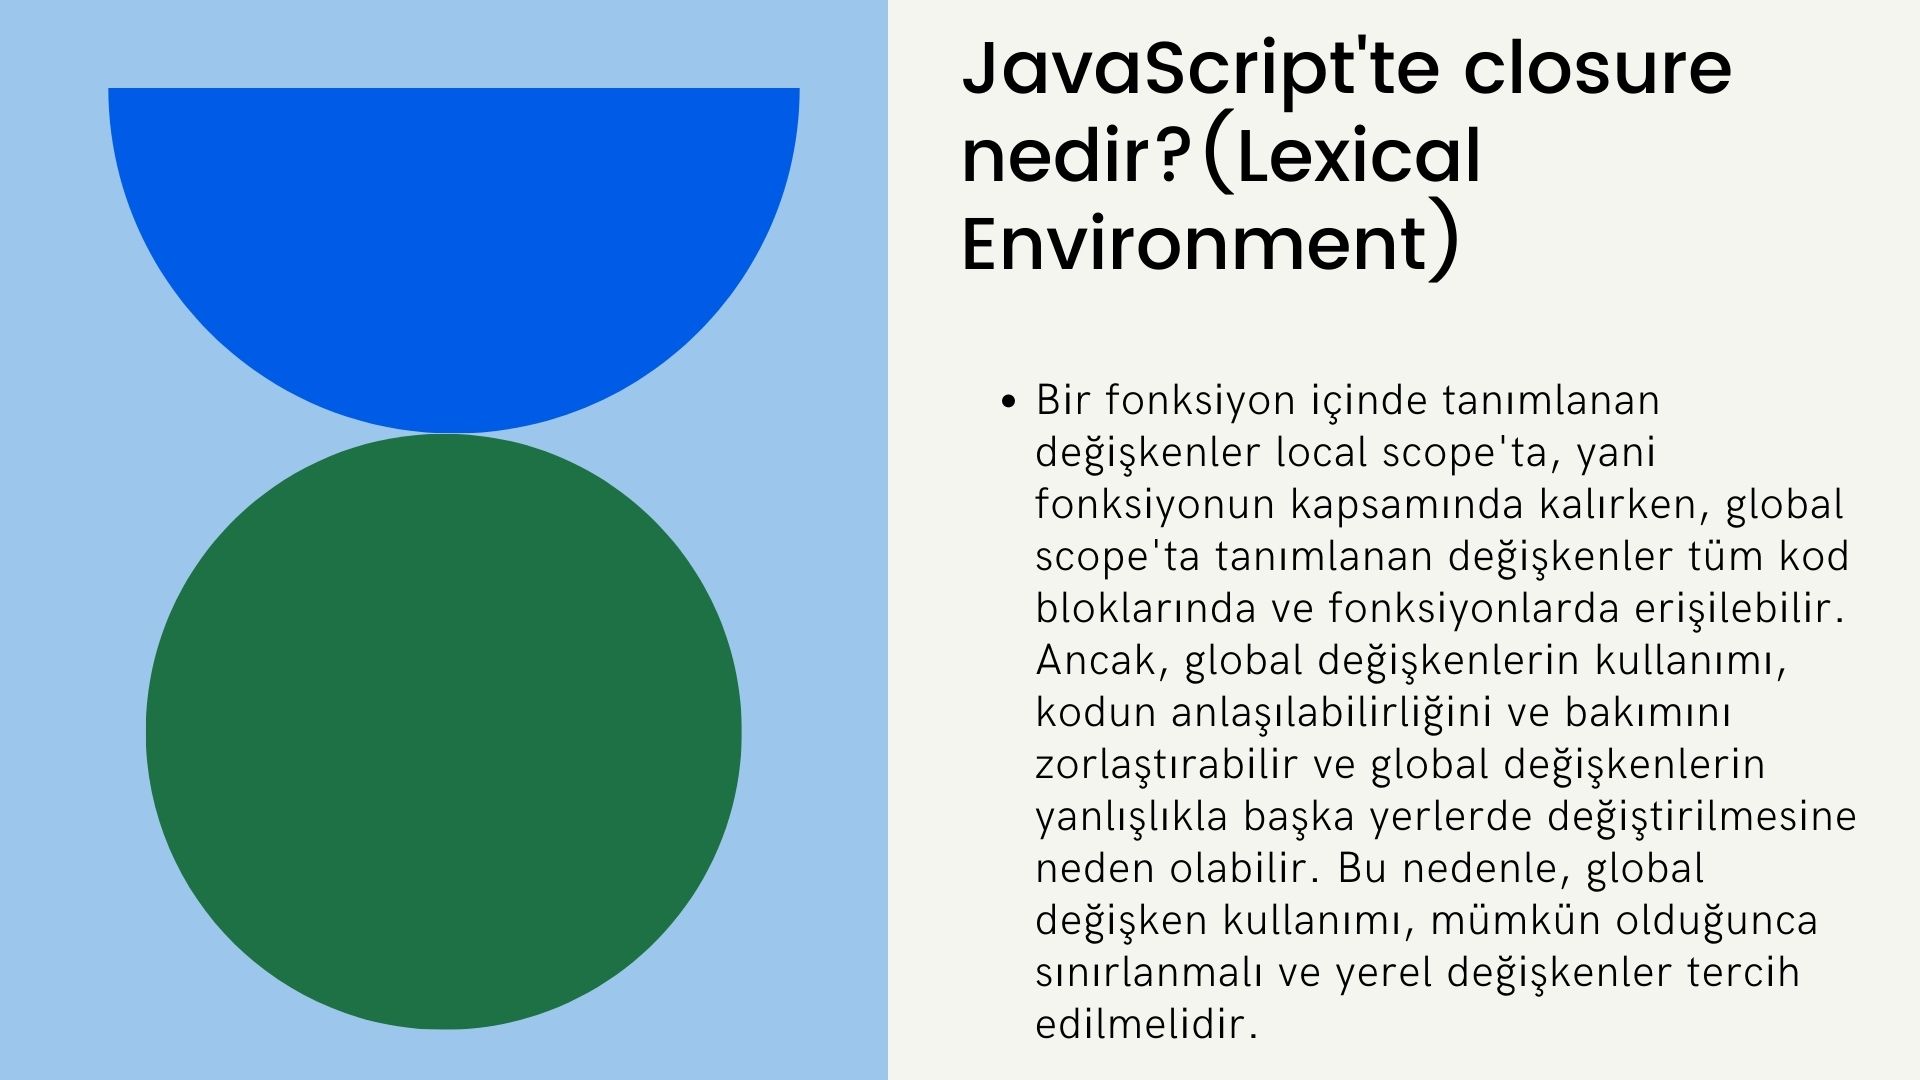 JavaScript'te closure
nedir?(Lexical
Environment)
• Bir fonksiyon içinde tanımlanan
değişkenler local scope'ta, yani
fonksiyonun kapsamında kalırken, global
scope'ta tanımlanan değişkenler tüm kod
bloklarında ve fonksiyonlarda erişilebilir.
Ancak, global değişkenlerin kullanımı,
kodun anlaşılabilirliğini ve bakımını
zorlaştırabilir ve global değişkenlerin
yanlışlıkla başka yerlerde değiştirilmesine
neden olabilir. Bu nedenle, global
değişken kullanımı, mümkün olduğunca
sınırlanmalı ve yerel değişkenler tercih
edilmelidir.